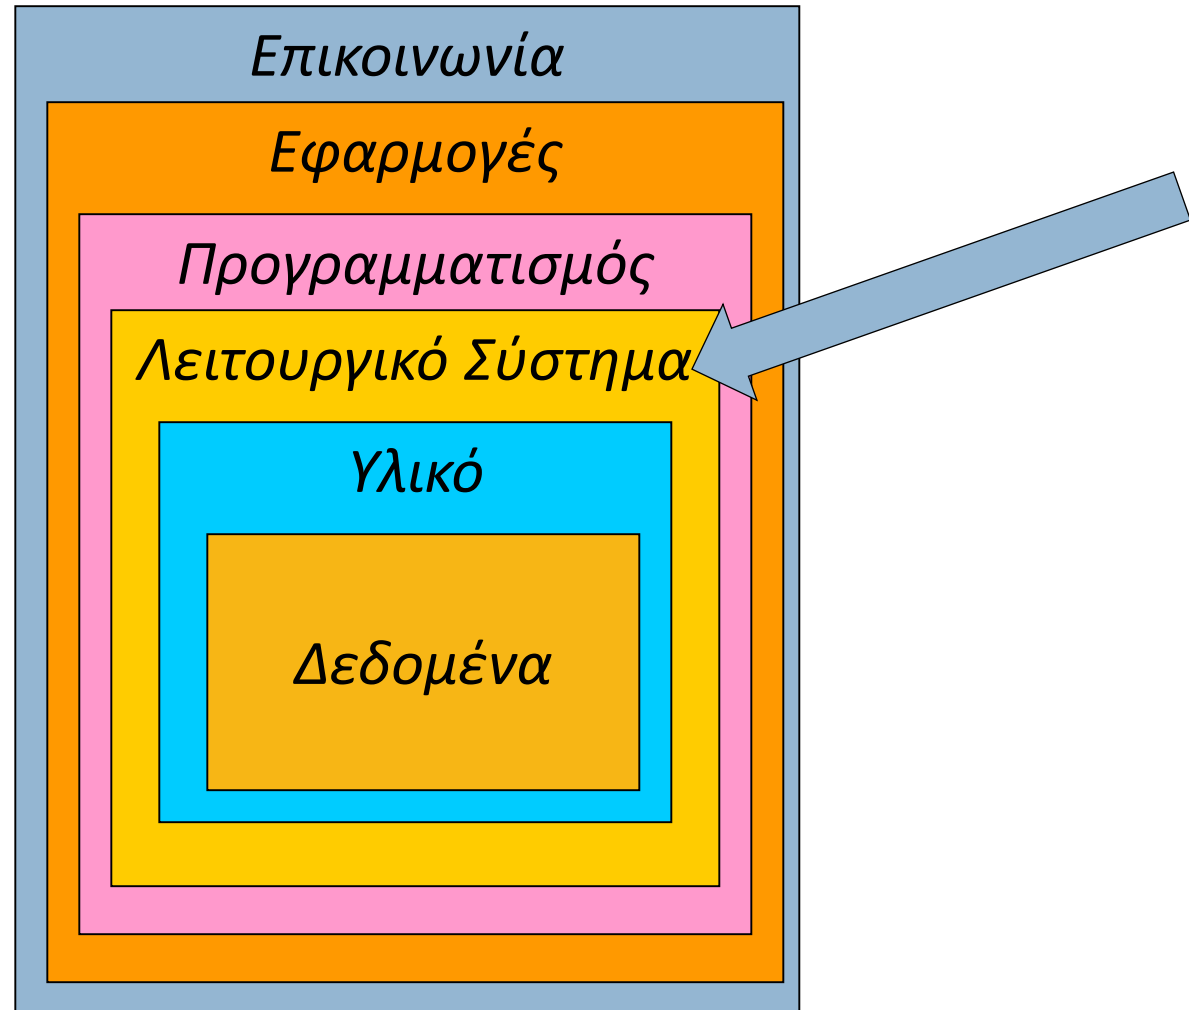 Επικοινωνία
Εφαρμογές
Προγραμματισμός
Λειτουργικό Σύστημα
Υλικό
Δεδομένα